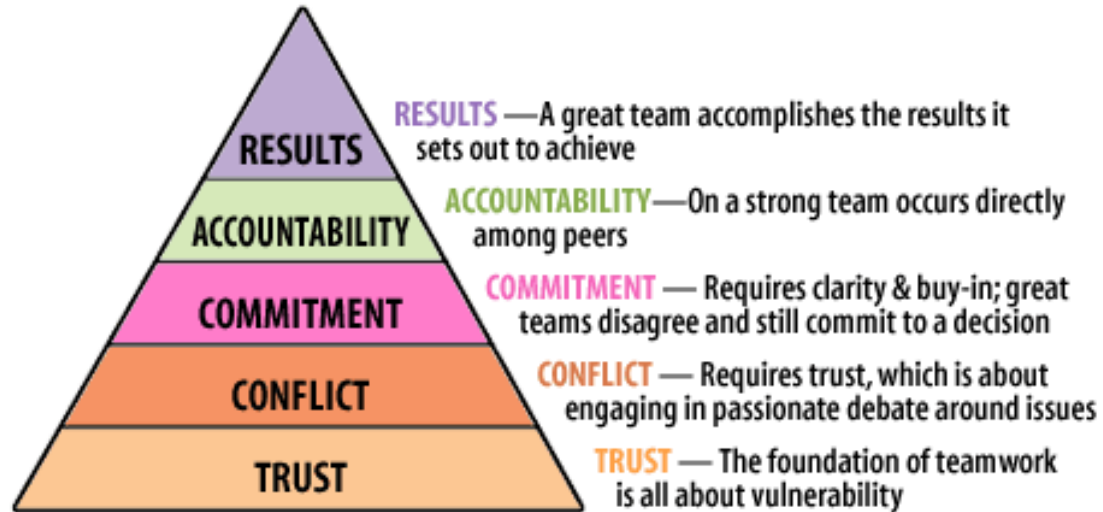 RESULTS
RESULTS —A great team accomplishes the results it
sets out to achieve
ACCOUNTABILITY
ACCOUNTABILITY—On a strong team occurs directly
among peers
COMMITMENT
COMMITMENT — Requires clarity & buy-in; great
teams disagree and still commit to a decision
CONFLICT
CONFLICT — Requires trust, which is about
engaging in passionate debate around issues
TRUST
TRUST — The foundation of teamwork
is all about vulnerability